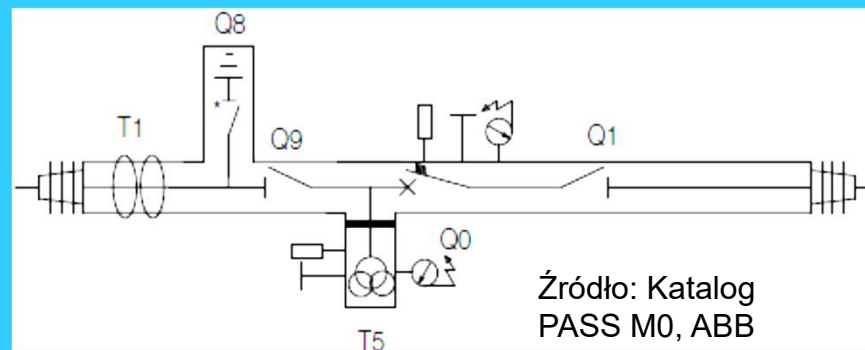 Q8
T1
Q9
Q1
*
Q0
T5
Źródło: Katalog
PASS M0, ABB